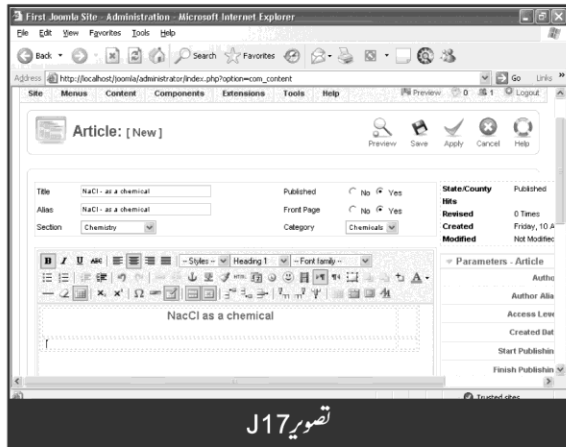 First Joomla Site - Administration - Microsoft Internet Explorer
File Edit View Favorites Tools Help
Back Search Favorites
Address http://localhost/joomla/administrator/index.php?option=com_content Go Links
Site Menus Content Components Extensions Tools Help Preview 0 1 Logout
Article: [ New ]
Preview Save Apply Cancel Help
Title NaCl - as a chemical Published No Yes
Alias NaCl - as a chemical Front Page No Yes
Section Chemistry Category Chemicals
State/County Published
Hits
Revised 0 Times
Created Friday, 10 A
Modified Not Modified
B I U ABC -- Styles -- Heading 1 -- Font family --
Parameters - Article
Autho
Author Alia
Access Leve
Created Dat
Start Publishin
Finish Publishin
NacCl as a chemical
Trusted sites
تصویر J17